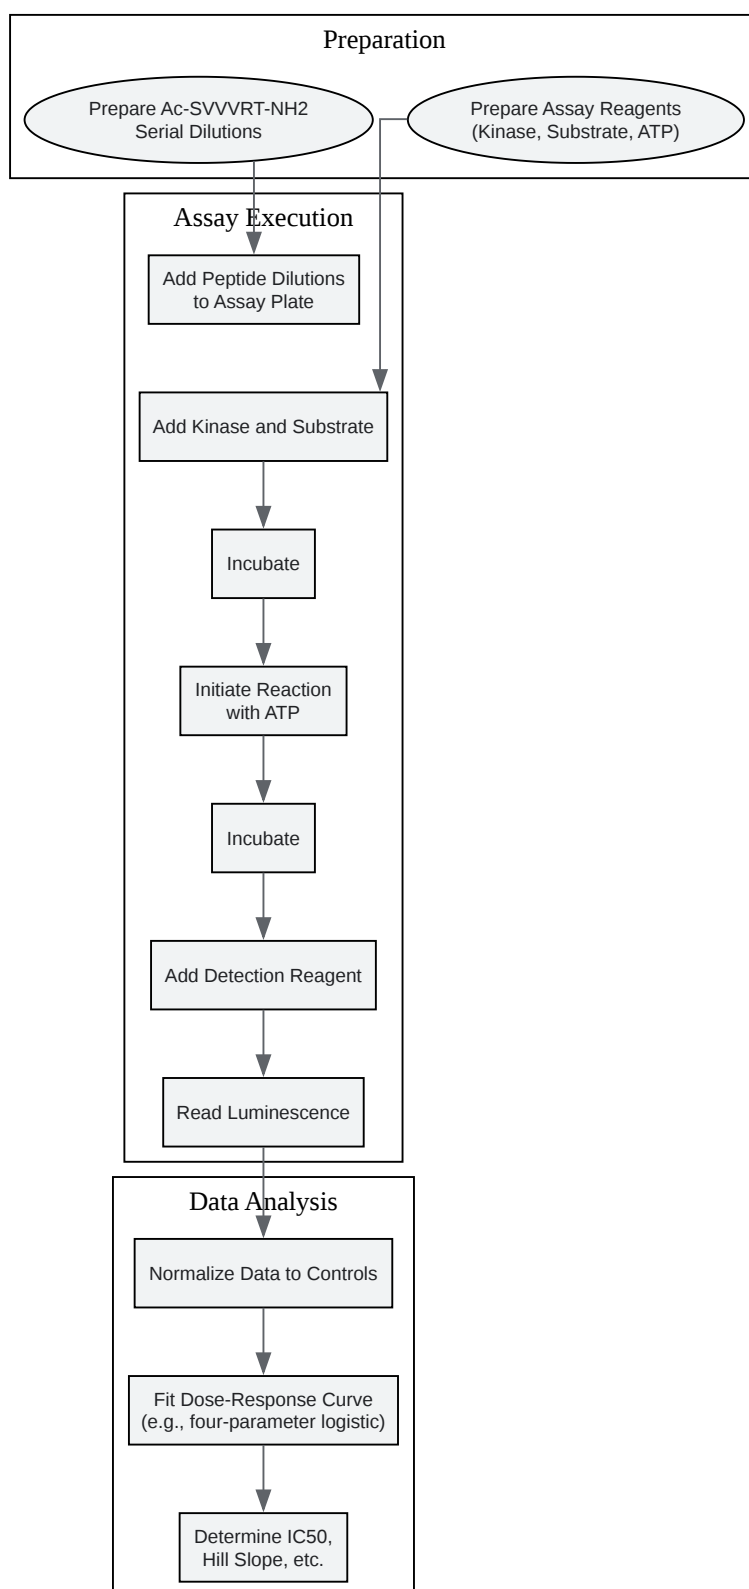 Preparation
Prepare Ac-SVVVRT-NH2
Serial Dilutions
Prepare Assay Reagents
(Kinase, Substrate, ATP)
Assay Execution
Add Peptide Dilutions
to Assay Plate
Add Kinase and Substrate
Incubate
Initiate Reaction
with ATP
Incubate
Add Detection Reagent
Read Luminescence
Data Analysis
Normalize Data to Controls
Fit Dose-Response Curve
(e.g., four-parameter logistic)
Determine IC50,
Hill Slope, etc.